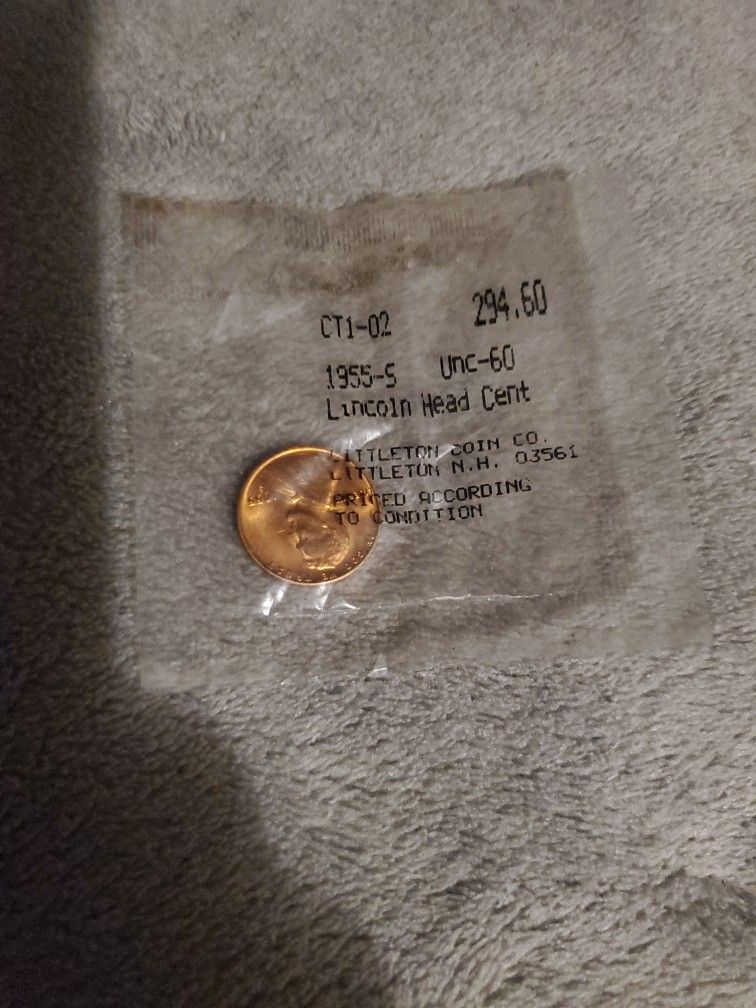 CT1-02 294.60
1955-S Unc-60
Lincoln Head Cent
LITTLETON COIN CO.
LITTLETON N.H. 03561
PRICED ACCORDING
TO CONDITION